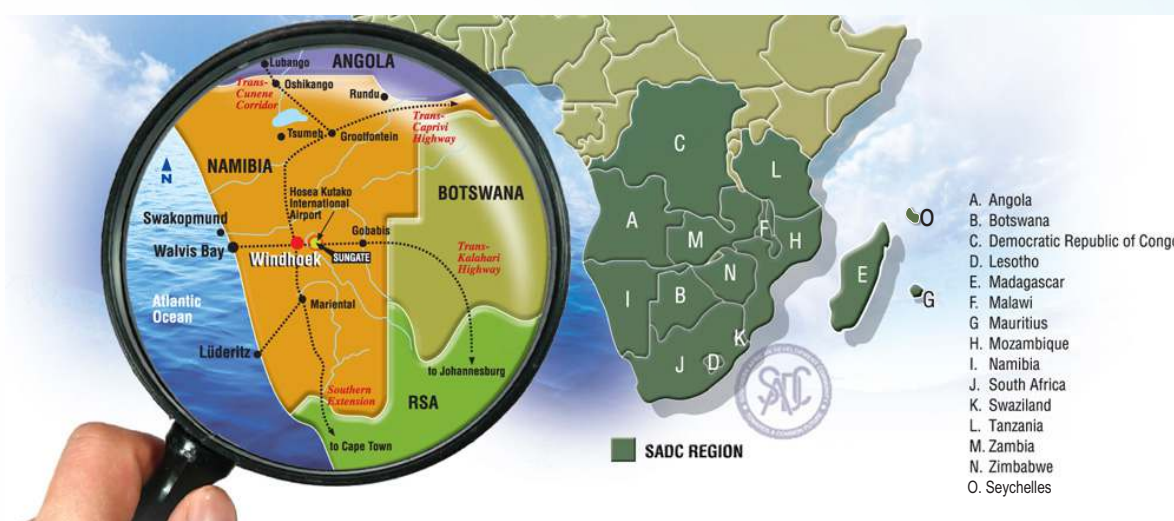 Lubango
ANGOLA
Trans-
Cunene
Corridor
Oshikango
Rundu
Trans-
Caprivi
Highway
Tsumeb
Grootfontein
NAMIBIA
N
Hosea Kutako
International
Airport
BOTSWANA
Swakopmund
Walvis Bay
Windhoek
SUNGATE
Gobabis
Trans-
Kalahari
Highway
Atlantic
Ocean
Mariental
Lüderitz
to Johannesburg
Southern
Extension
RSA
to Cape Town
C
L
A
M
F
H
N
I
B
E
K
J
D
O
G
SADC
SADC REGION
A. Angola
B. Botswana
C. Democratic Republic of Congo
D. Lesotho
E. Madagascar
F. Malawi
G Mauritius
H. Mozambique
I. Namibia
J. South Africa
K. Swaziland
L. Tanzania
M. Zambia
N. Zimbabwe
O. Seychelles